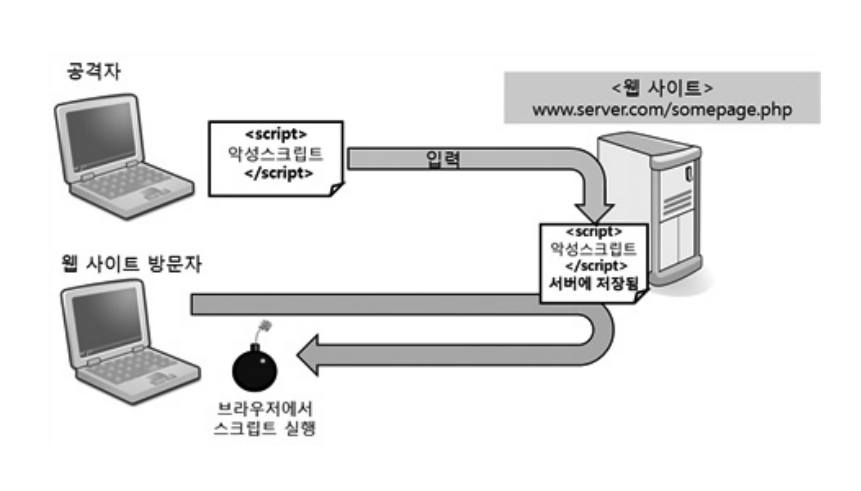 공격자
<웹 사이트>
www.server.com/somepage.php
<script>
악성스크립트
</script>
입력
<script>
악성스크립트
</script>
서버에 저장됨
웹 사이트 방문자
브라우저에서
스크립트 실행